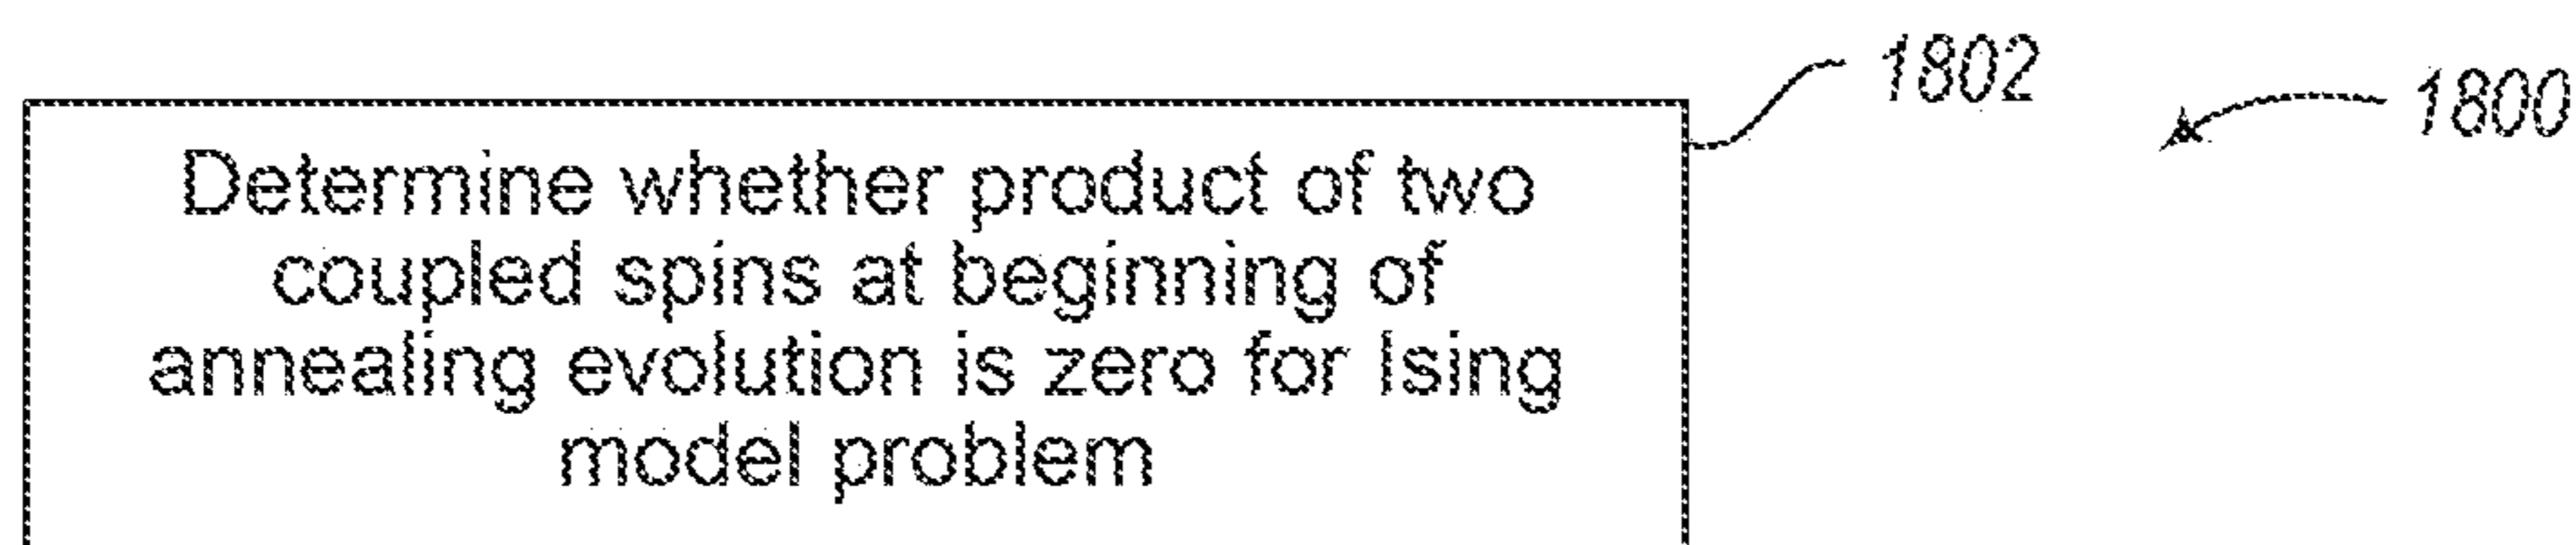 1802
1800
Determine whether product of two
coupled spins at beginning of
annealing evolution is zero for Ising
model problem